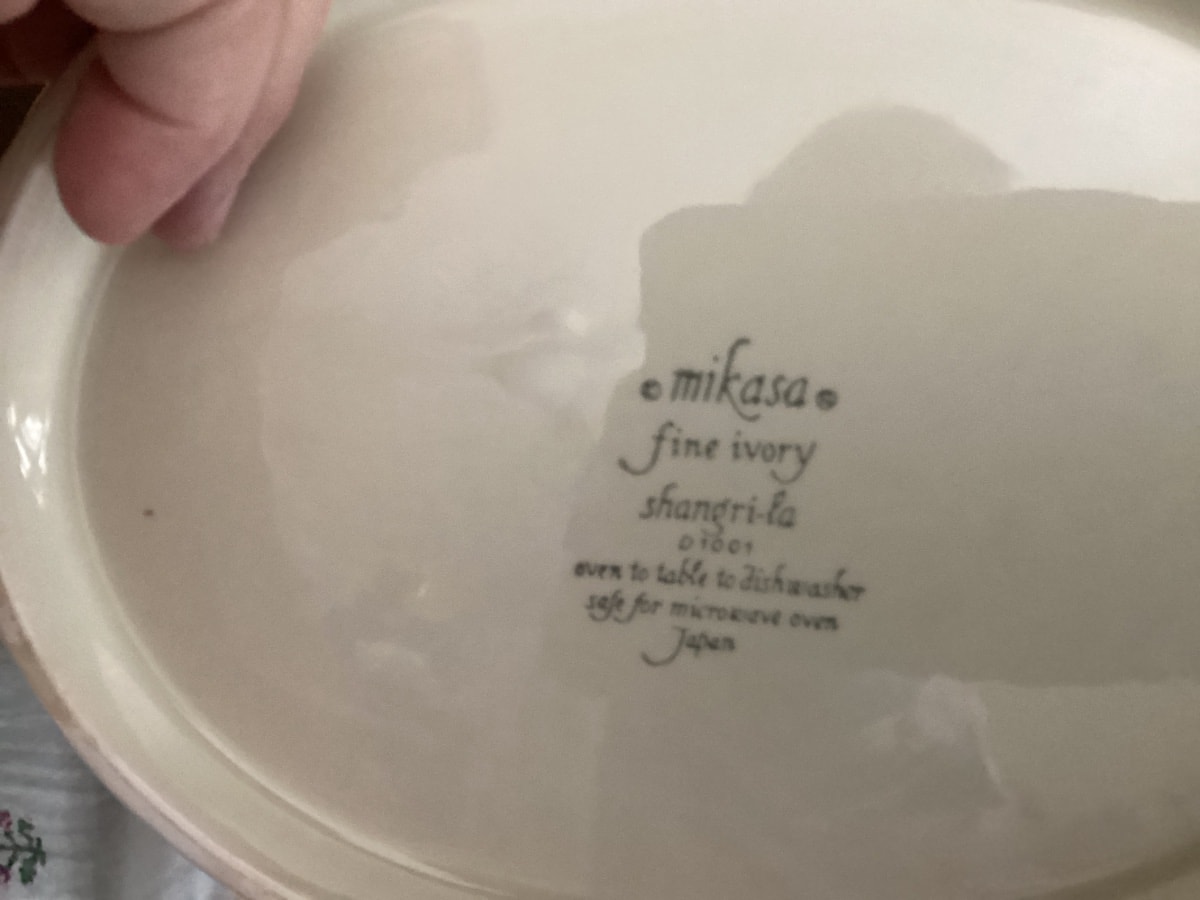 © mikasa ®
fine ivory
shangri-la
D1001
oven to table to dishwasher
safe for microwave oven
Japan